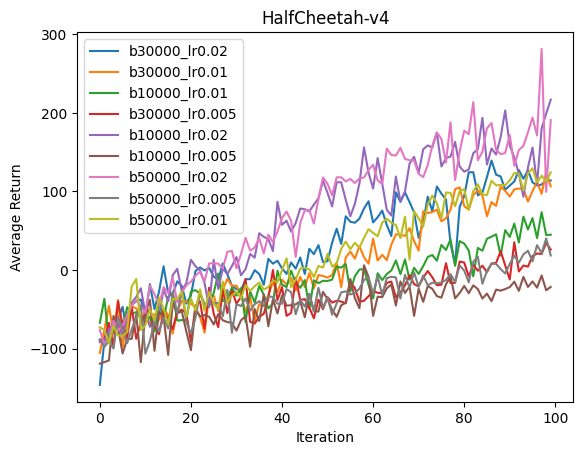 HalfCheetah-v4
300
200
100
0
−100
Average Return
b30000_lr0.02
b30000_lr0.01
b10000_lr0.01
b30000_lr0.005
b10000_lr0.02
b10000_lr0.005
b50000_lr0.02
b50000_lr0.005
b50000_lr0.01
0 20 40 60 80 100
Iteration